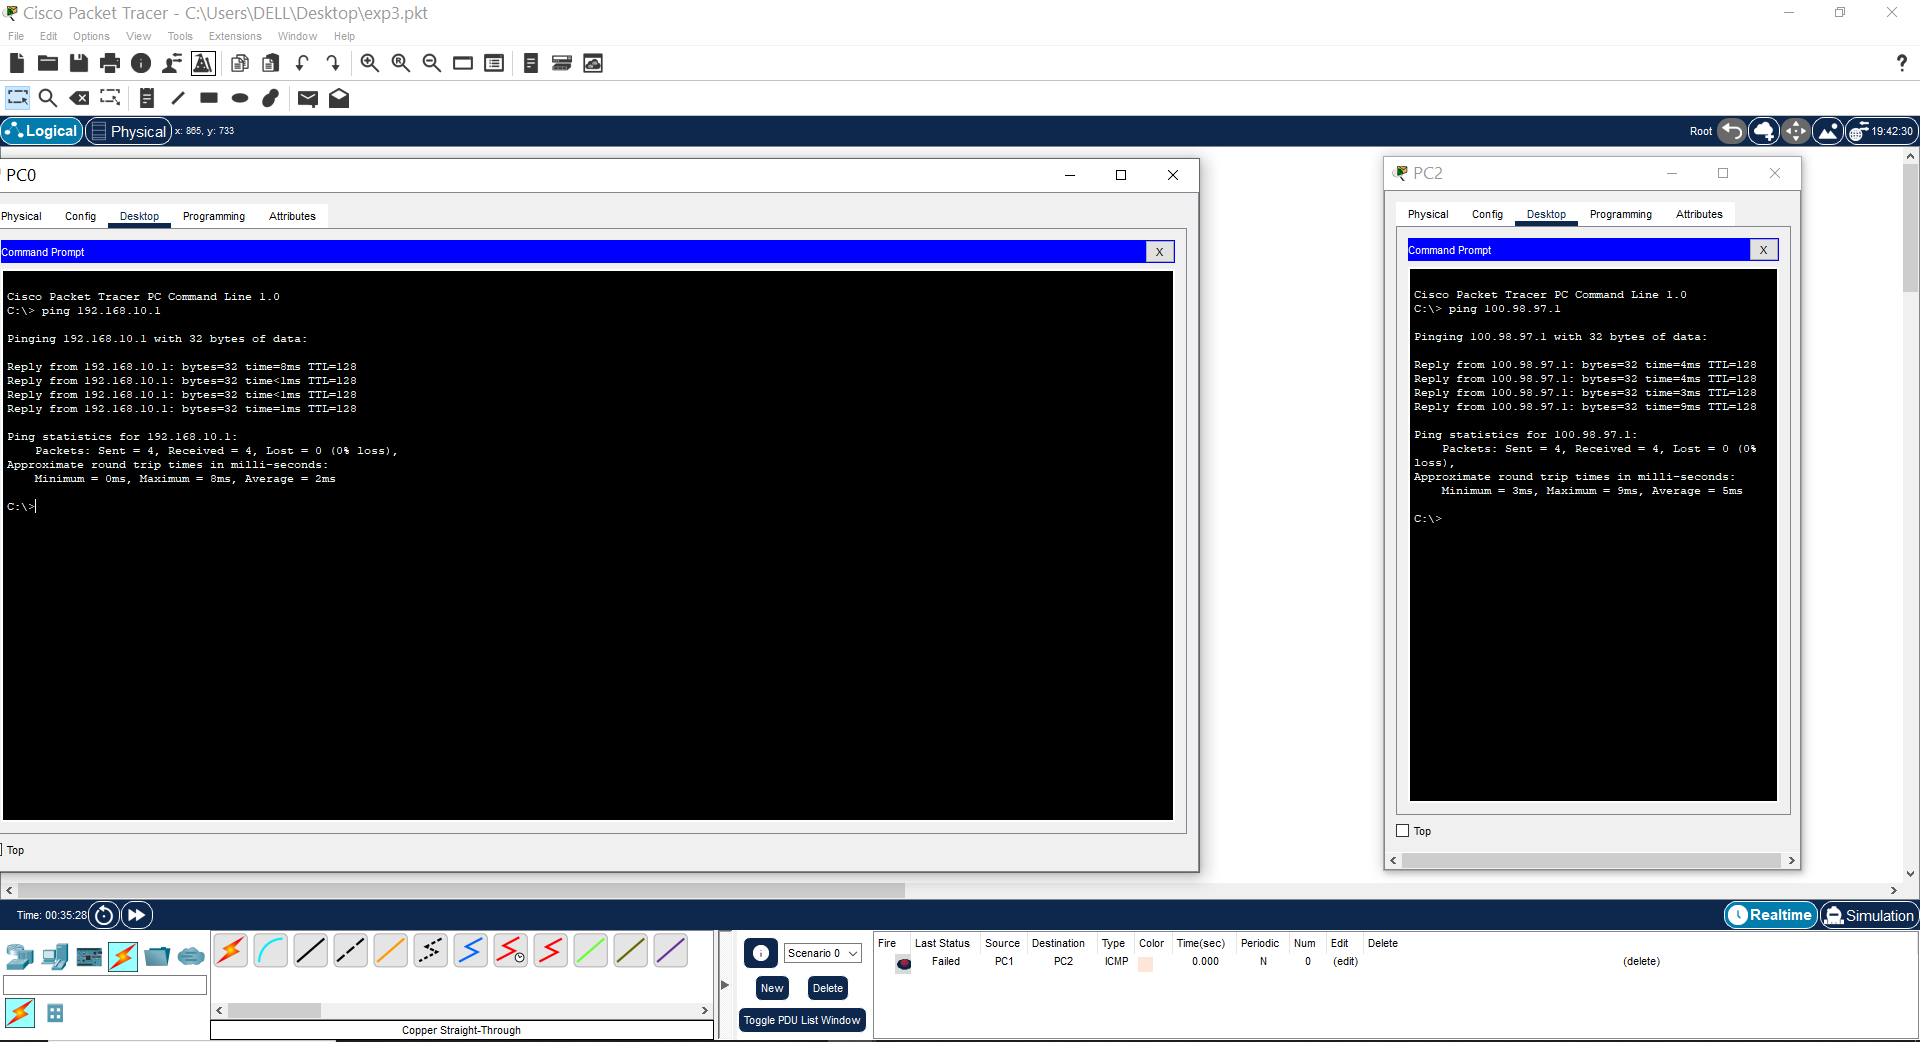 Cisco Packet Tracer - C:\Users\DELL\Desktop\exp3.pkt
File Edit Options View Tools Extensions Window Help
Logical Physical x: 865, y: 733 Root 19:42:30
PC0
Physical Config Desktop Programming Attributes
Command Prompt X
Cisco Packet Tracer PC Command Line 1.0
C:\> ping 192.168.10.1
Pinging 192.168.10.1 with 32 bytes of data:
Reply from 192.168.10.1: bytes=32 time=8ms TTL=128
Reply from 192.168.10.1: bytes=32 time<1ms TTL=128
Reply from 192.168.10.1: bytes=32 time<1ms TTL=128
Reply from 192.168.10.1: bytes=32 time=1ms TTL=128
Ping statistics for 192.168.10.1:
Packets: Sent = 4, Received = 4, Lost = 0 (0% loss),
Approximate round trip times in milli-seconds:
Minimum = 0ms, Maximum = 8ms, Average = 2ms
C:\>
Top
PC2
Physical Config Desktop Programming Attributes
Command Prompt X
Cisco Packet Tracer PC Command Line 1.0
C:\> ping 100.98.97.1
Pinging 100.98.97.1 with 32 bytes of data:
Reply from 100.98.97.1: bytes=32 time=4ms TTL=128
Reply from 100.98.97.1: bytes=32 time=4ms TTL=128
Reply from 100.98.97.1: bytes=32 time=3ms TTL=128
Reply from 100.98.97.1: bytes=32 time=9ms TTL=128
Ping statistics for 100.98.97.1:
Packets: Sent = 4, Received = 4, Lost = 0 (0%
loss),
Approximate round trip times in milli-seconds:
Minimum = 3ms, Maximum = 9ms, Average = 5ms
C:\>
Top
Time: 00:35:28 Realtime Simulation
Copper Straight-Through
Scenario 0
New Delete
Toggle PDU List Window
Fire Last Status Source Destination Type Color Time(sec) Periodic Num Edit Delete
Failed PC1 PC2 ICMP 0.000 N 0 (edit) (delete)